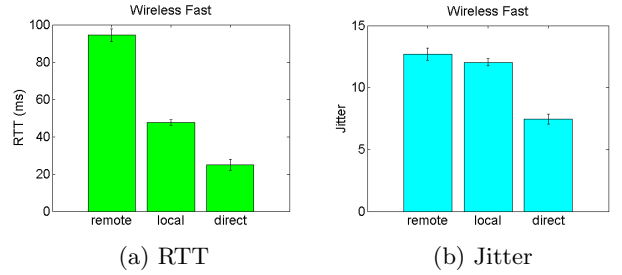 Wireless Fast
100
80
60
40
20
0
RTT (ms)
remote local direct
(a) RTT
Wireless Fast
15
10
5
0
Jitter
remote local direct
(b) Jitter